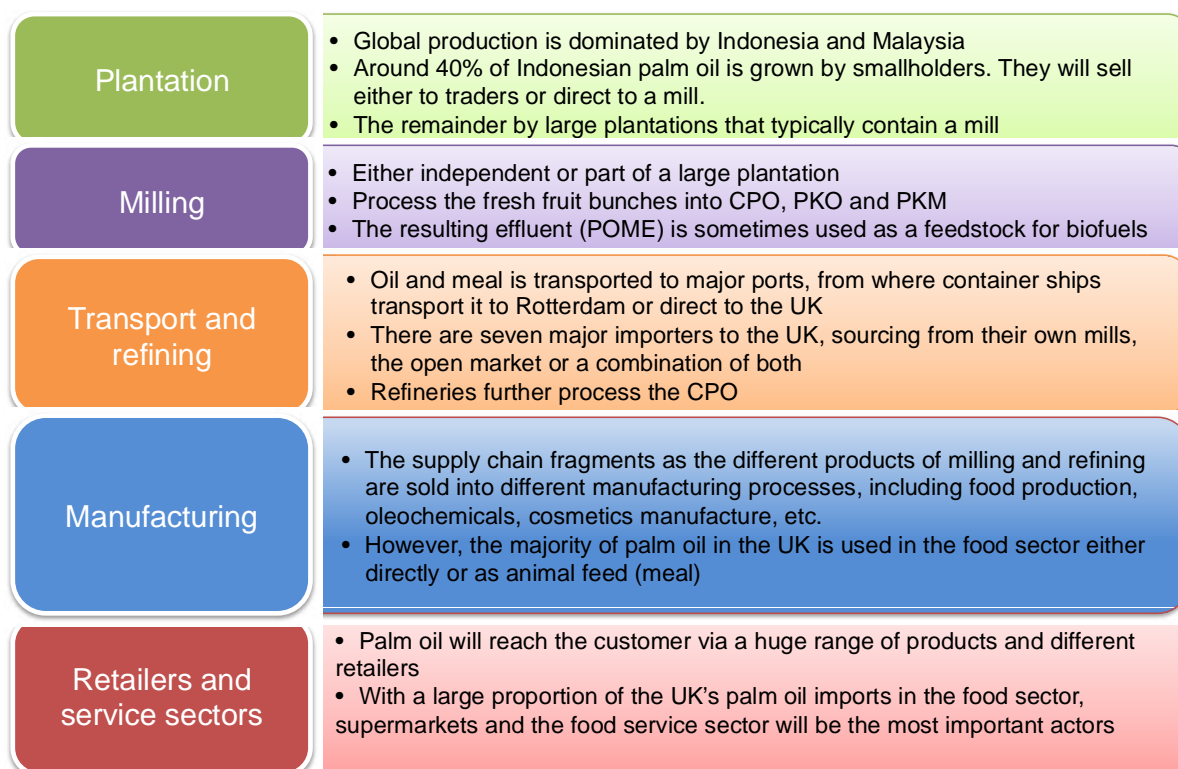 Plantation
• Global production is dominated by Indonesia and Malaysia
• Around 40% of Indonesian palm oil is grown by smallholders. They will sell
either to traders or direct to a mill.
• The remainder by large plantations that typically contain a mill
Milling
• Either independent or part of a large plantation
• Process the fresh fruit bunches into CPO, PKO and PKM
• The resulting effluent (POME) is sometimes used as a feedstock for biofuels
Transport and
refining
• Oil and meal is transported to major ports, from where container ships
transport it to Rotterdam or direct to the UK
• There are seven major importers to the UK, sourcing from their own mills,
the open market or a combination of both
• Refineries further process the CPO
Manufacturing
• The supply chain fragments as the different products of milling and refining
are sold into different manufacturing processes, including food production,
oleochemicals, cosmetics manufacture, etc.
• However, the majority of palm oil in the UK is used in the food sector either
directly or as animal feed (meal)
Retailers and
service sectors
• Palm oil will reach the customer via a huge range of products and different
retailers
• With a large proportion of the UK's palm oil imports in the food sector,
supermarkets and the food service sector will be the most important actors